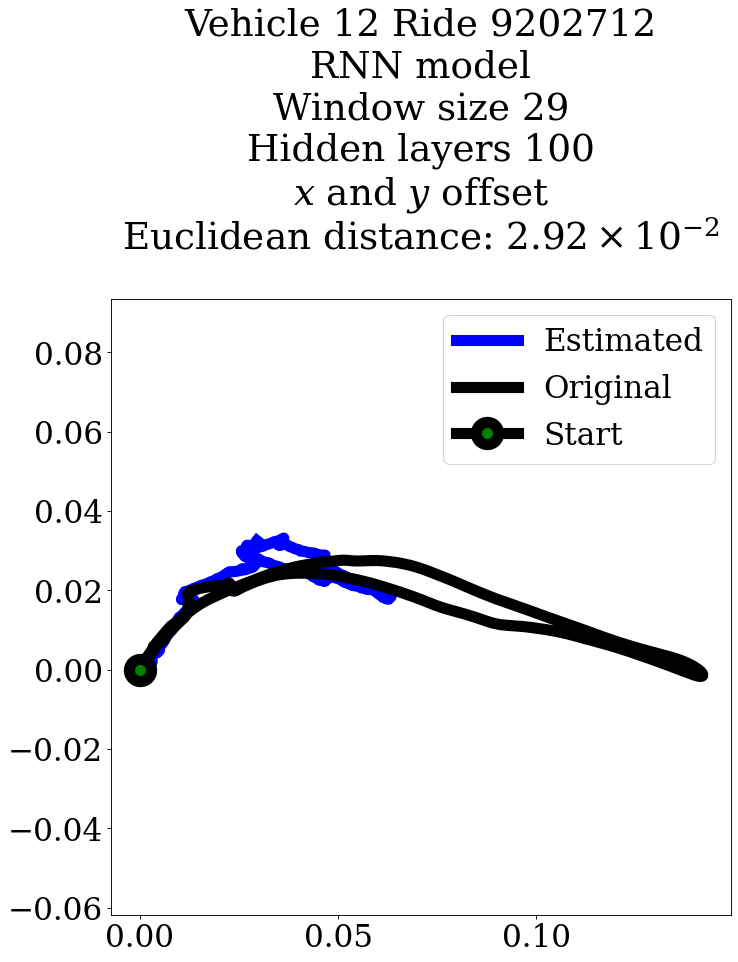 Vehicle 12 Ride 9202712
RNN model
Window size 29
Hidden layers 100
x and y offset
Euclidean distance: 2.92 × 10⁻²
Estimated
Original
Start
0.08
0.06
0.04
0.02
0.00
−0.02
−0.04
−0.06
0.00 0.05 0.10